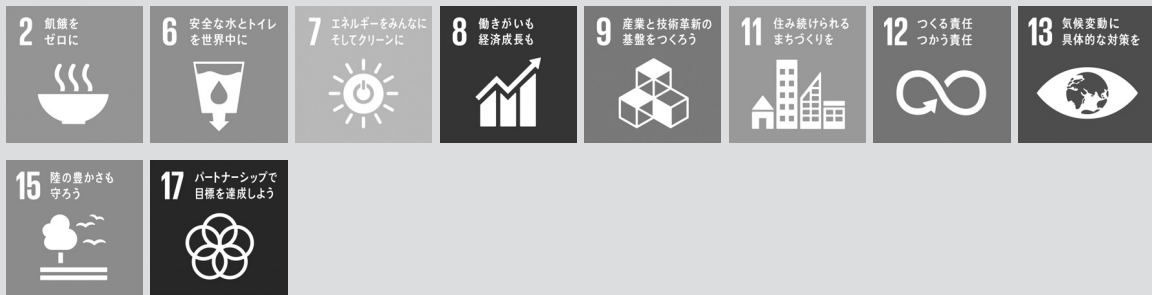 2 飢餓を
ゼロに
6 安全な水とトイレ
を世界中に
7 エネルギーをみんなに
そしてクリーンに
8 働きがいも
経済成長も
9 産業と技術革新の
基盤をつくろう
11 住み続けられる
まちづくりを
12 つくる責任
つかう責任
13 気候変動に
具体的な対策を
15 陸の豊かさも
守ろう
17 パートナーシップで
目標を達成しよう